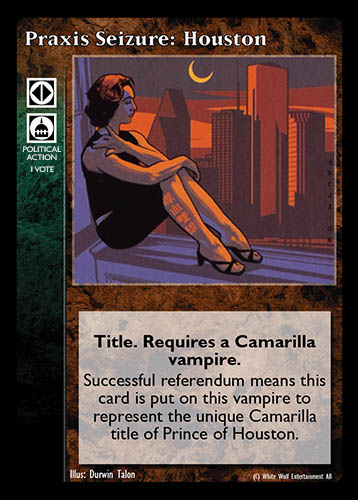 Praxis Seizure: Houston
POLITICAL
ACTION
1 VOTE
Title. Requires a Camarilla
vampire.
Successful referendum means this
card is put on this vampire to
represent the unique Camarilla
title of Prince of Houston.
Illus: Durwin Talon
(C) White Wolf Entertainment AB